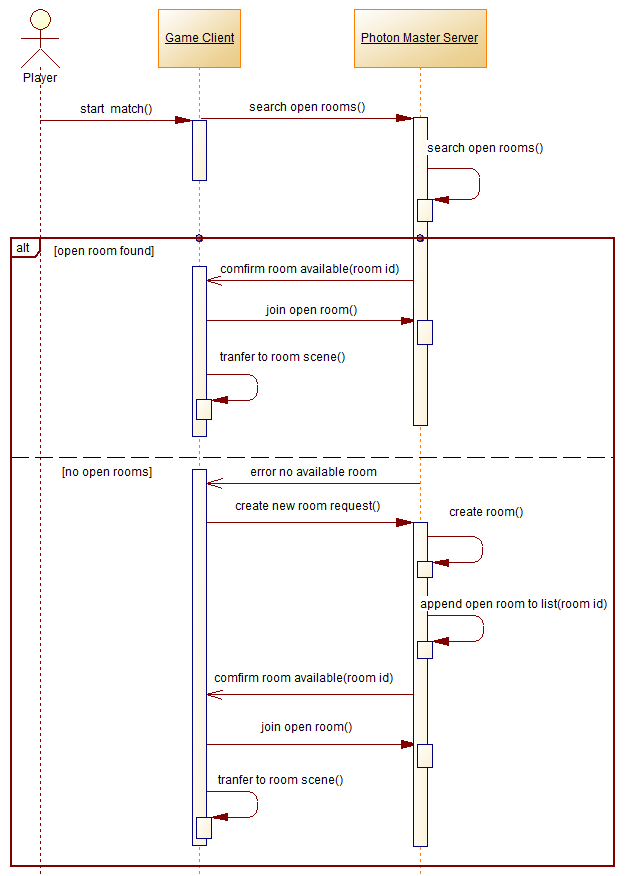 Game Client
Photon Master Server
Player
start match()
search open rooms()
search open rooms()
alt
[open room found]
comfirm room available(room id)
join open room()
tranfer to room scene()
[no open rooms]
error no available room
create new room request()
create room()
append open room to list(room id)
comfirm room available(room id)
join open room()
tranfer to room scene()